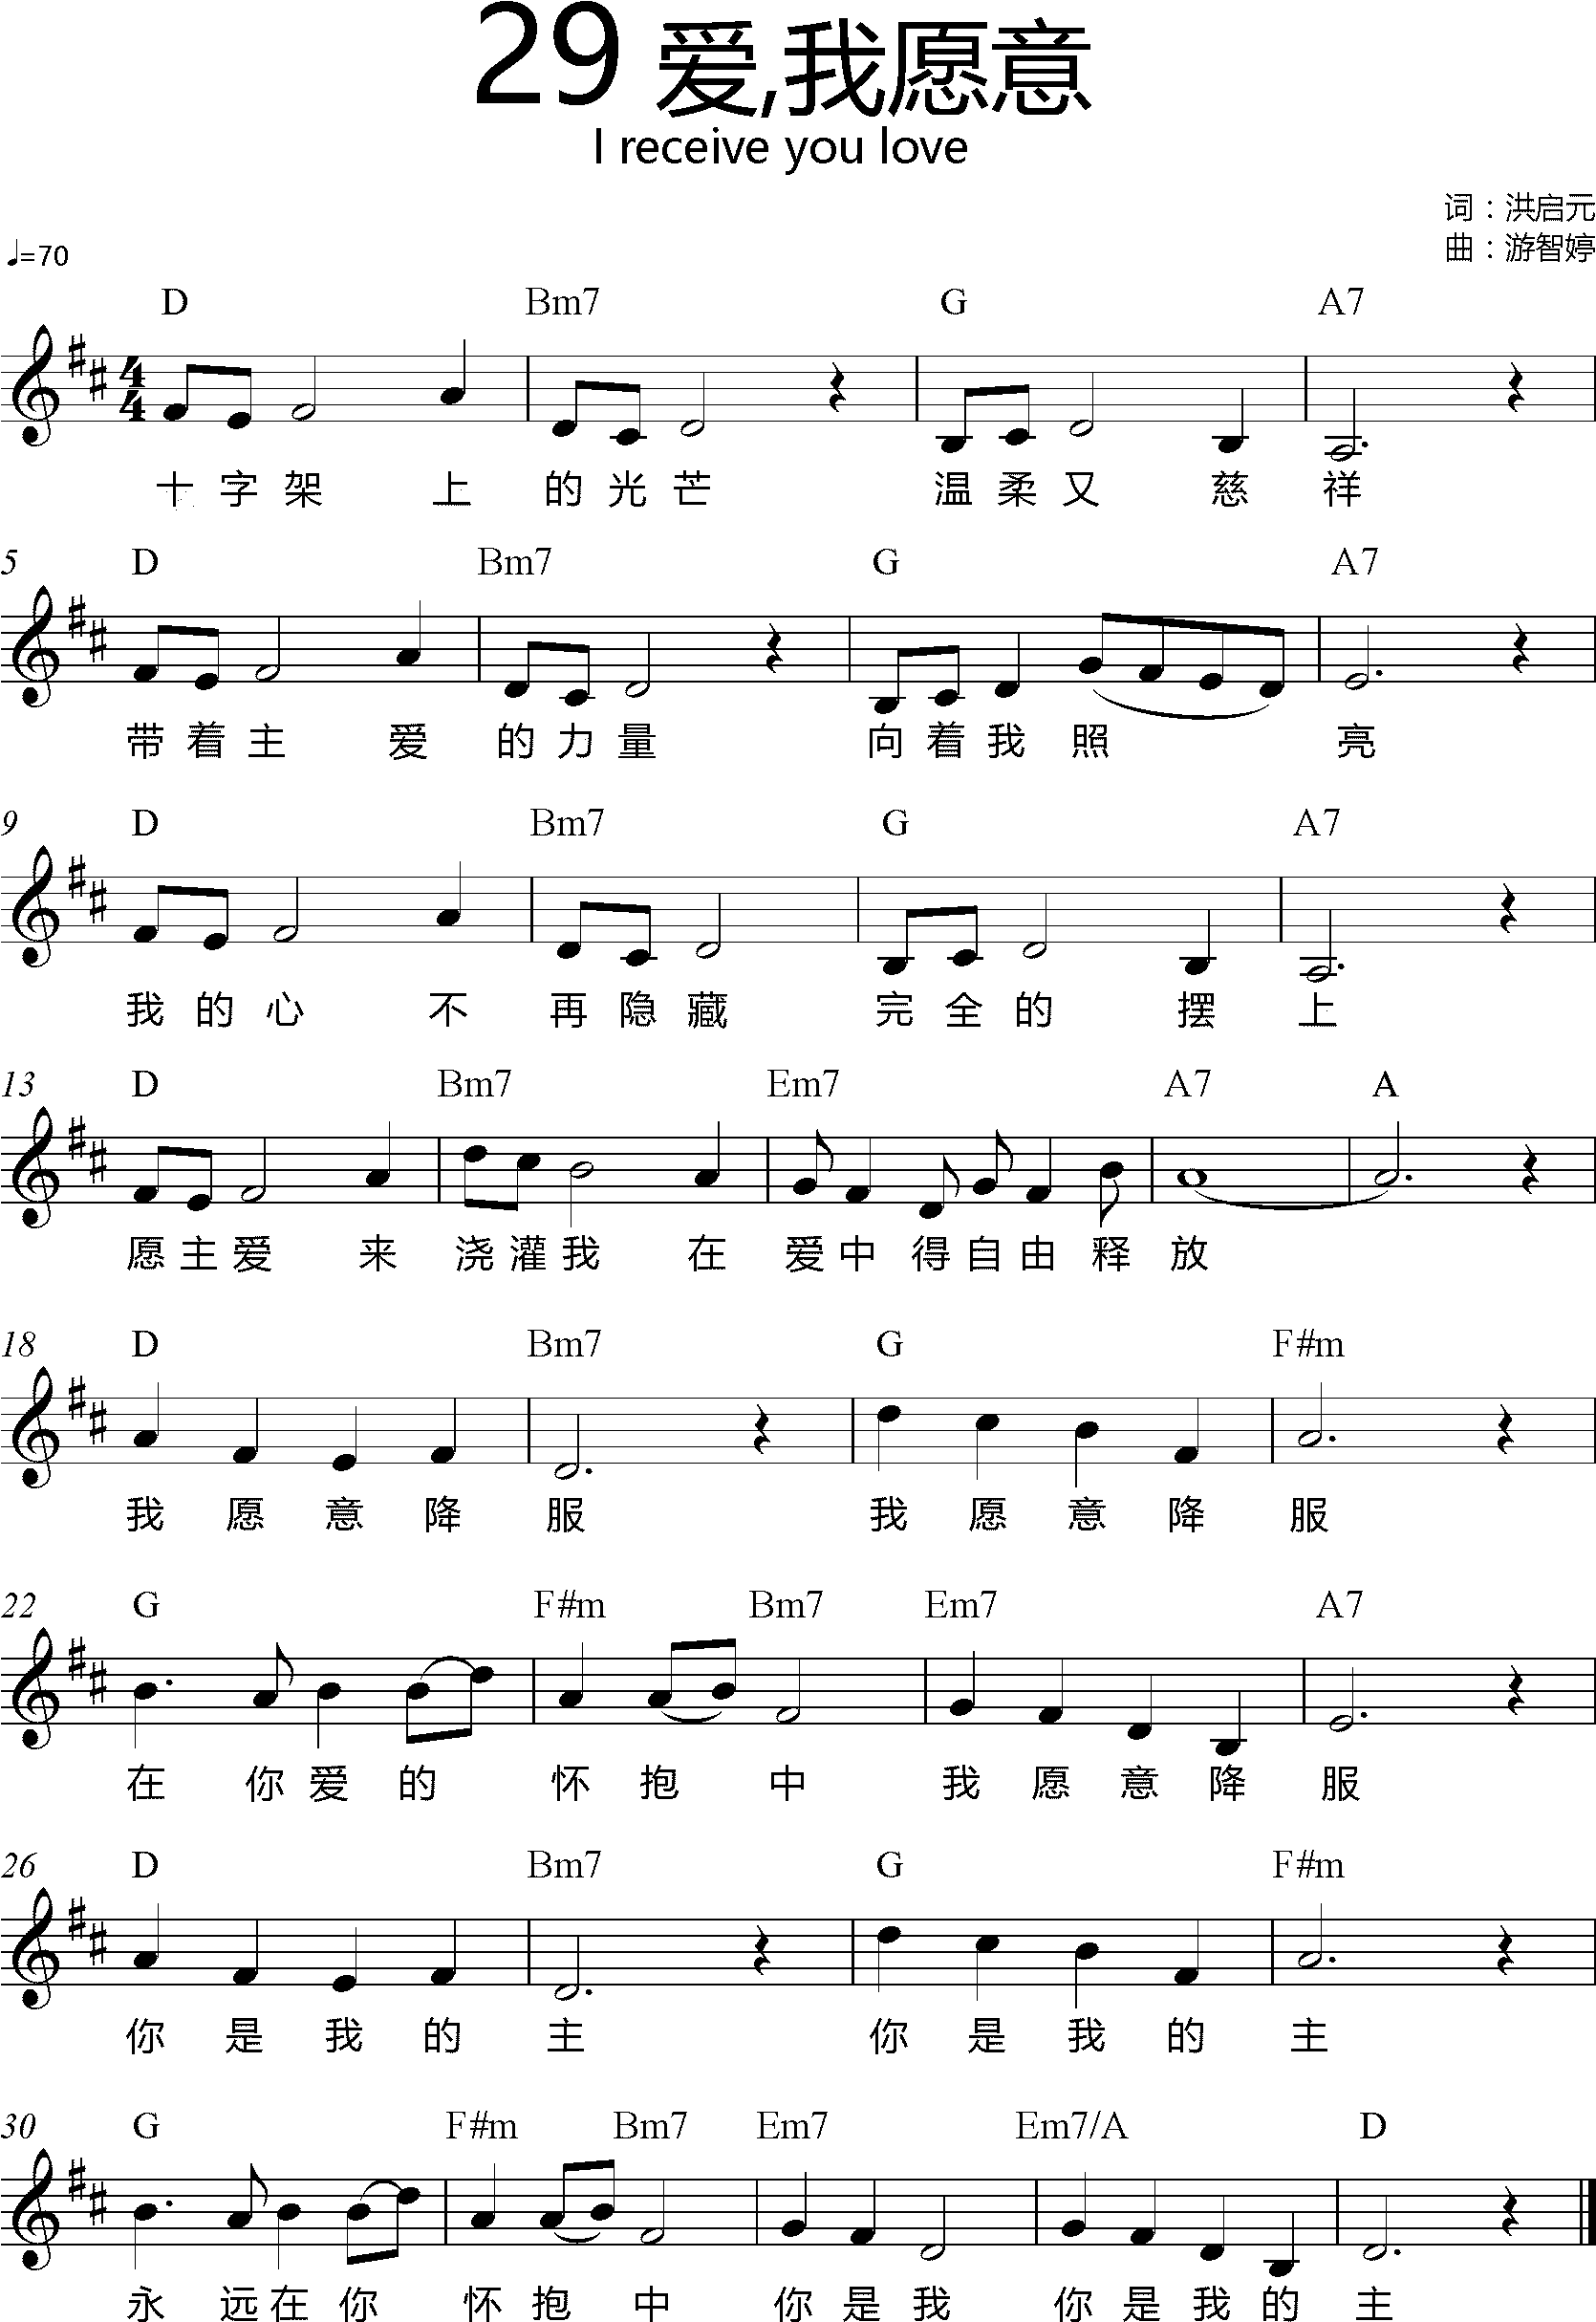 29 爱,我愿意
I receive you love
词：洪启元
♩=70
曲：游智婷
D Bm7 G A7
4
4
十 字 架 上 的 光 芒 温 柔 又 慈 祥
5 D Bm7 G A7
带 着 主 爱 的 力 量 向 着 我 照 亮
9 D Bm7 G A7
我 的 心 不 再 隐 藏 完 全 的 摆 上
13 D Bm7 Em7 A7 A
愿 主 爱 来 浇 灌 我 在 爱 中 得 自 由 释 放
18 D Bm7 G F#m
我 愿 意 降 服 我 愿 意 降 服
22 G F#m Bm7 Em7 A7
在 你 爱 的 怀 抱 中 我 愿 意 降 服
26 D Bm7 G F#m
你 是 我 的 主 你 是 我 的 主
30 G F#m Bm7 Em7 Em7/A D
永 远 在 你 怀 抱 中 你 是 我 你 是 我 的 主